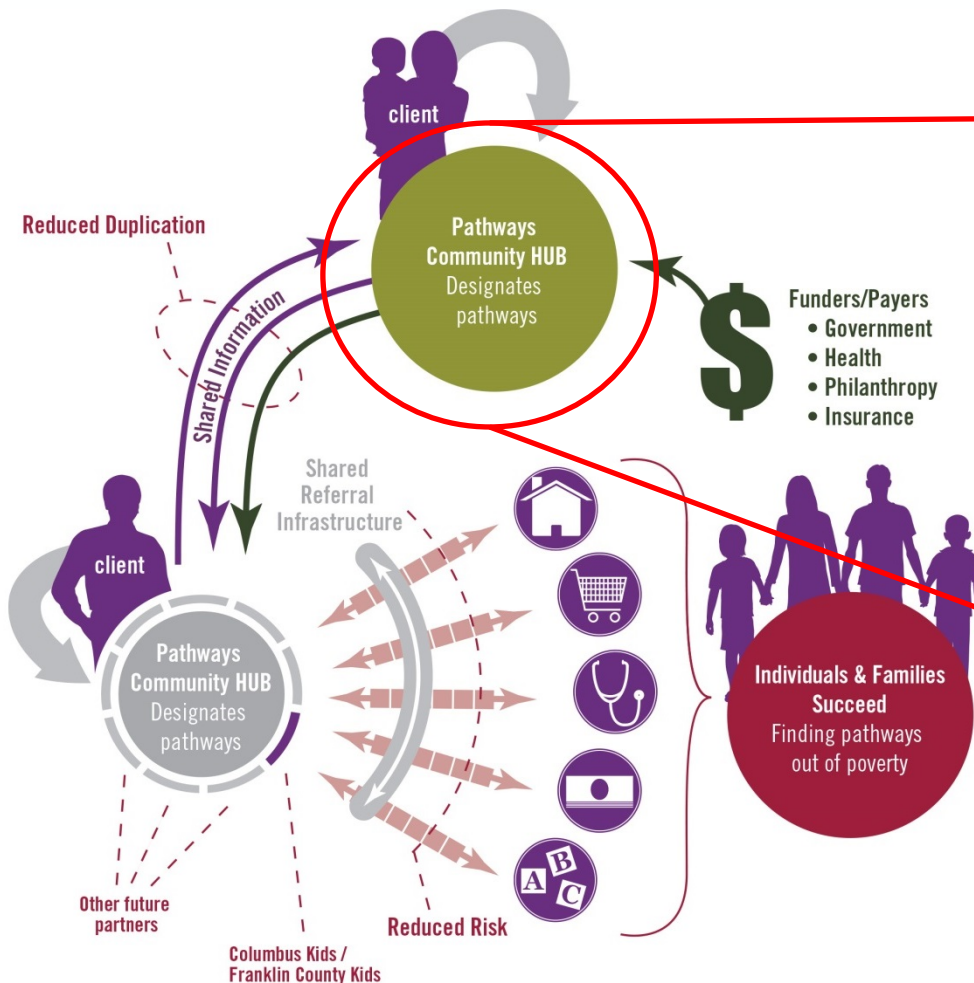 client
Reduced Duplication
Pathways
Community HUB
Designates
pathways
Shared Information
$
Funders/Payers
• Government
• Health
• Philanthropy
• Insurance
Shared
Referral
Infrastructure
client
Pathways
Community HUB
Designates
pathways
Individuals & Families
Succeed
Finding pathways
out of poverty
A
B
C
Other future
partners
Reduced Risk
Columbus Kids /
Franklin County Kids